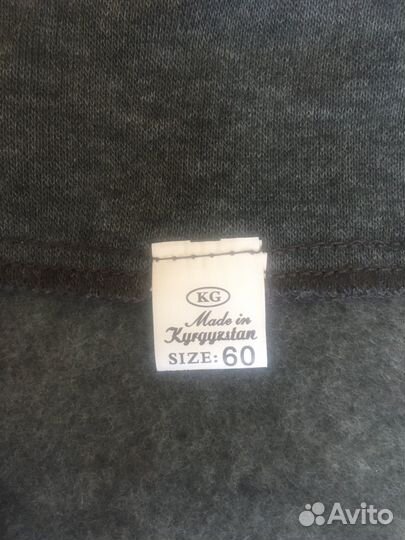 KG
Made in
Kyrgyzstan
SIZE: 60
Avito